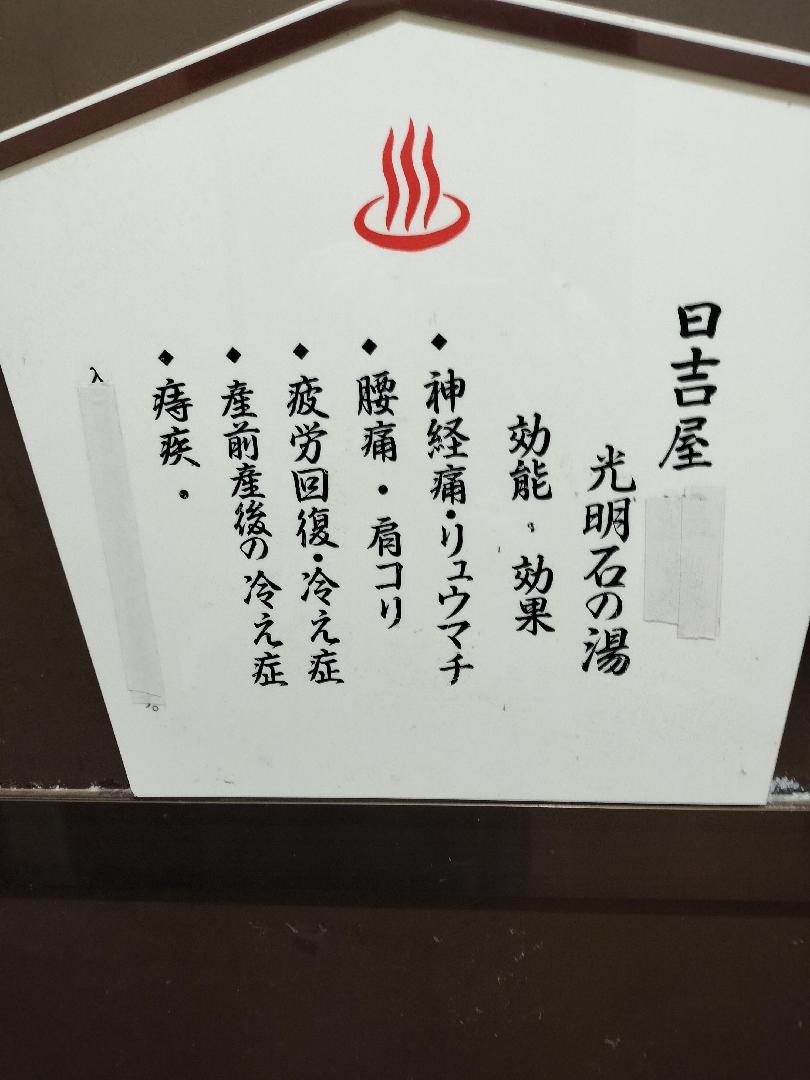 日吉屋
光明石の湯
効能・効果
◆神経痛・リュウマチ
◆腰痛・肩コリ
◆疲労回復・冷え症
◆産前産後の冷え症
◆痔疾・